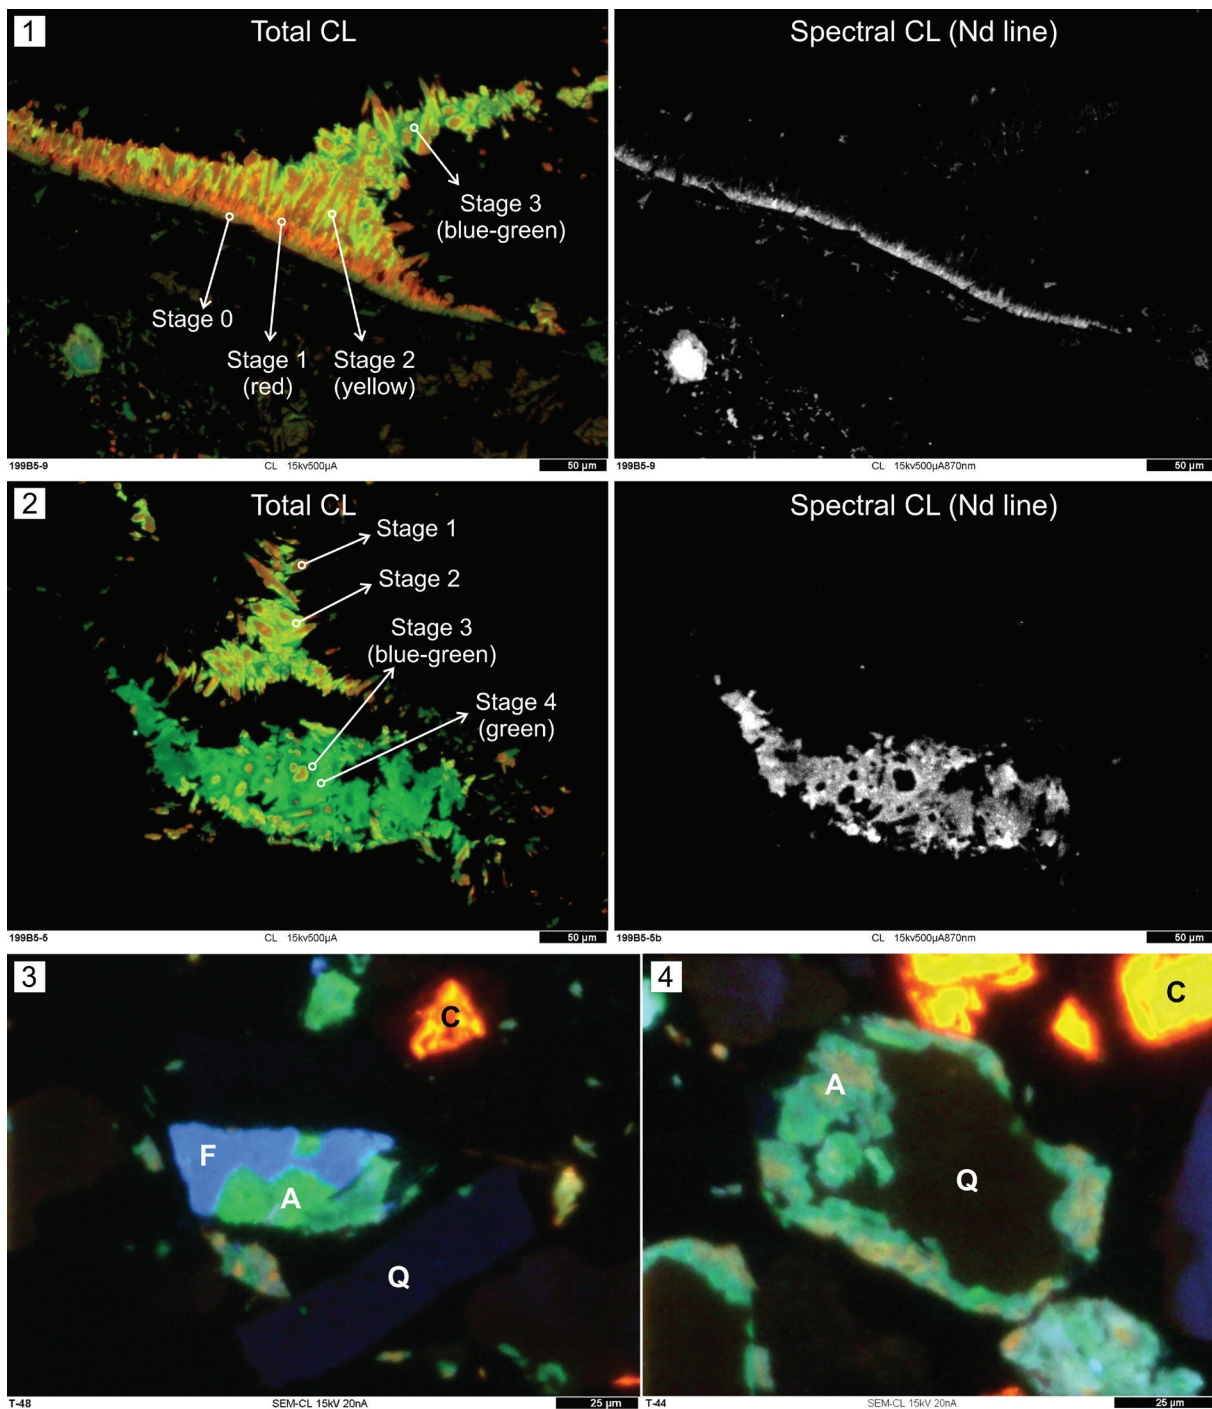 1
Total CL
Spectral CL (Nd line)
Stage 3
(blue-green)
Stage 0
Stage 1
(red)
Stage 2
(yellow)
199B5-9
CL 15kv500µA
50 µm
199B5-9
CL 15kv500µA870nm
50 µm
2
Total CL
Spectral CL (Nd line)
Stage 1
Stage 2
Stage 3
(blue-green)
Stage 4
(green)
199B5-5
CL 15kv500µA
50 µm
199B5-5b
CL 15kv500µA870nm
50 µm
3
C
F
A
Q
T-48
SEM-CL 15kV 20nA
25 µm
4
C
A
Q
T-44
SEM-CL 15kV 20nA
25 µm